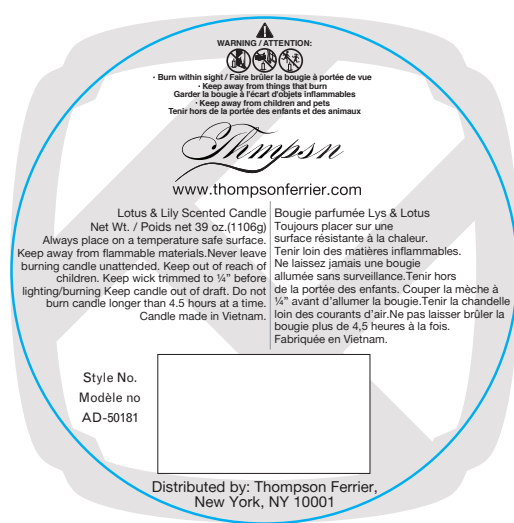 WARNING / ATTENTION:
· Burn within sight / Faire brûler la bougie à portée de vue
· Keep away from things that burn
Garder la bougie à l'écart d'objets inflammables
· Keep away from children and pets
Tenir hors de la portée des enfants et des animaux
Thmpsn
www.thompsonferrier.com
Lotus & Lily Scented Candle
Net Wt. / Poids net 39 oz.(1106g)
Always place on a temperature safe surface.
Keep away from flammable materials.Never leave
burning candle unattended. Keep out of reach of
children. Keep wick trimmed to ¼" before
lighting/burning Keep candle out of draft. Do not
burn candle longer than 4.5 hours at a time.
Candle made in Vietnam.
Bougie parfumée Lys & Lotus
Toujours placer sur une
surface résistante à la chaleur.
Tenir loin des matières inflammables.
Ne laissez jamais une bougie
allumée sans surveillance.Tenir hors
de la portée des enfants. Couper la mèche à
¼" avant d'allumer la bougie.Tenir la chandelle
loin des courants d'air.Ne pas laisser brûler la
bougie plus de 4,5 heures à la fois.
Fabriquée en Vietnam.
Style No.
Modèle no
AD-50181
Distributed by: Thompson Ferrier,
New York, NY 10001